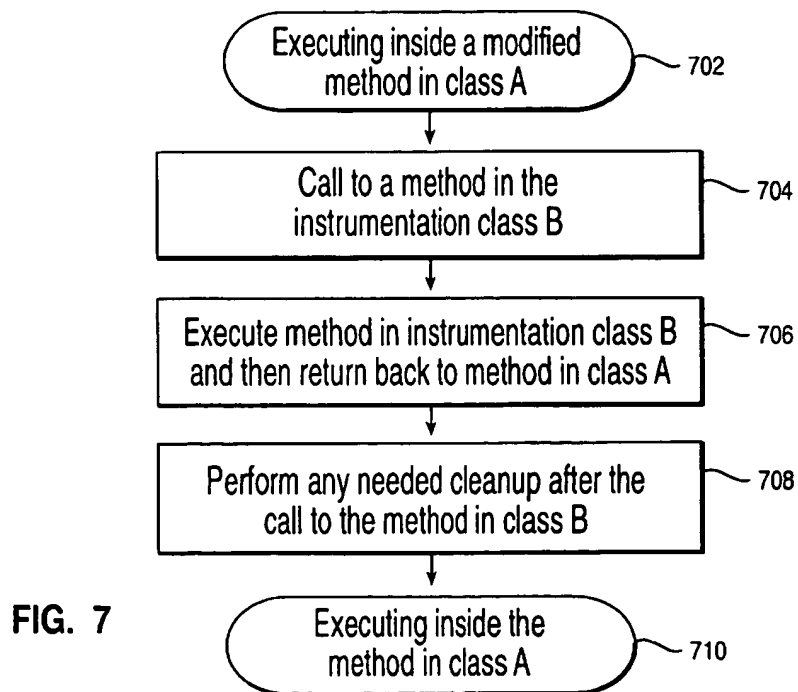 Executing inside a modified
method in class A
702
Call to a method in the
instrumentation class B
704
Execute method in instrumentation class B
and then return back to method in class A
706
Perform any needed cleanup after the
call to the method in class B
708
FIG. 7
Executing inside the
method in class A
710